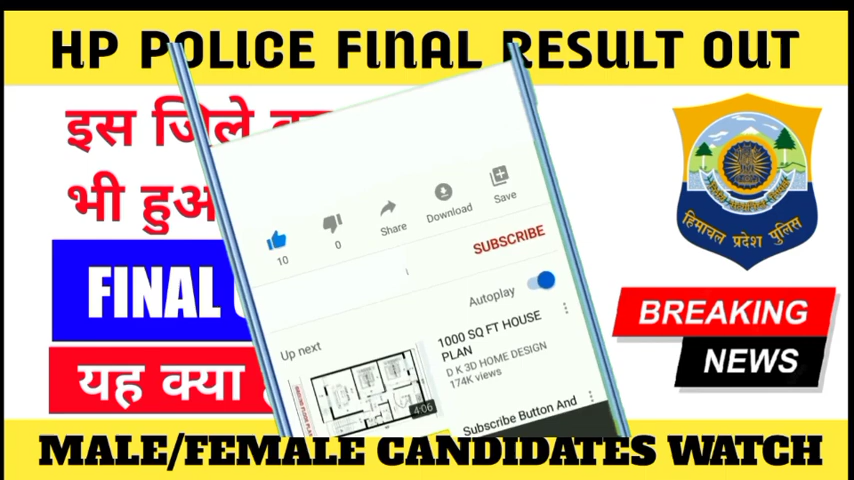 HP POLICE FINAL RESULT OUT
इस जिले
भी
FINAL
यह क्या
10
0
Share
Download
Save
SUBSCRIBE
Autoplay
Up next
1000 SQ FT HOUSE
PLAN
D K 3D HOME DESIGN
174K views
4:06
Subscribe Button And
हिमाचल प्रदेश पुलिस
BREAKING
NEWS
MALE/FEMALE CANDIDATES WATCH